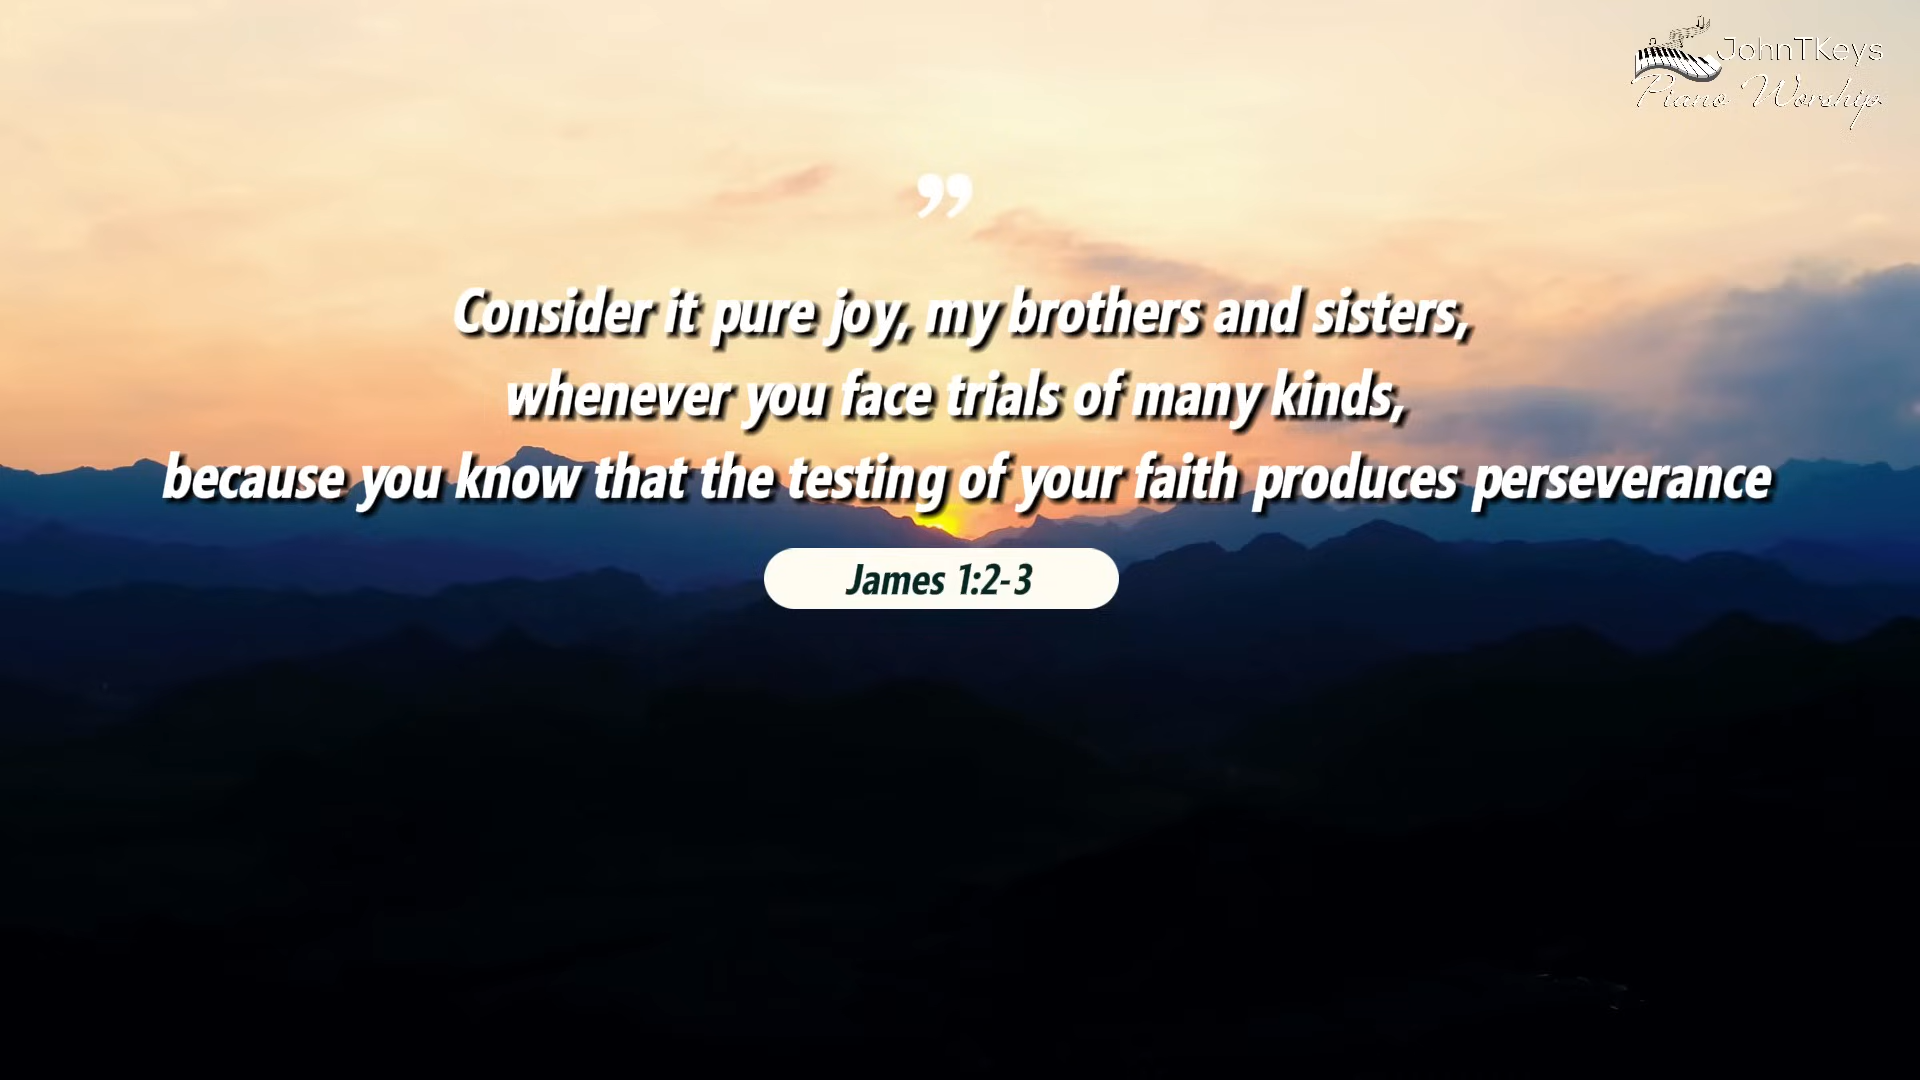 JohnTKeys
Piano Worship
”
Consider it pure joy, my brothers and sisters,
whenever you face trials of many kinds,
because you know that the testing of your faith produces perseverance
James 1:2-3